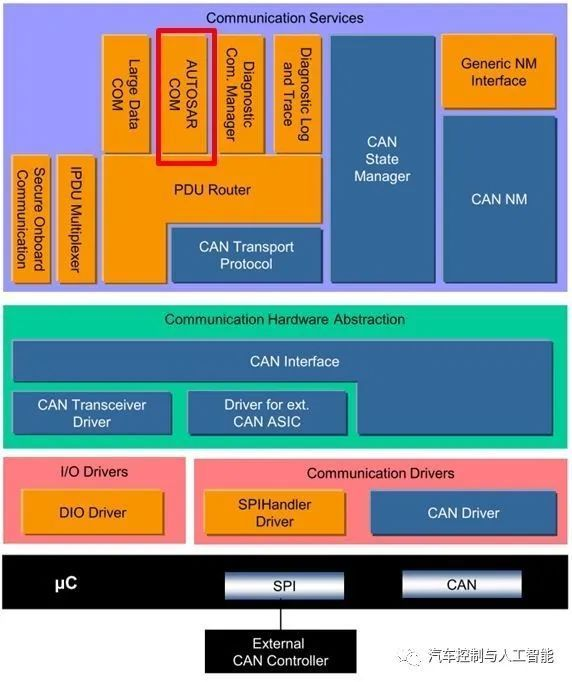 Communication Services
Large Data
COM
AUTOSAR
COM
Diagnostic
Com. Manager
Diagnostic Log
and Trace
CAN
State
Manager
Generic NM
Interface
Secure Onboard
Communication
IPDU Multiplexer
PDU Router
CAN Transport
Protocol
CAN NM
Communication Hardware Abstraction
CAN Interface
CAN Transceiver
Driver
Driver for ext.
CAN ASIC
I/O Drivers
Communication Drivers
DIO Driver
SPIHandler
Driver
CAN Driver
µC
SPI
CAN
External
CAN Controller
汽车控制与人工智能